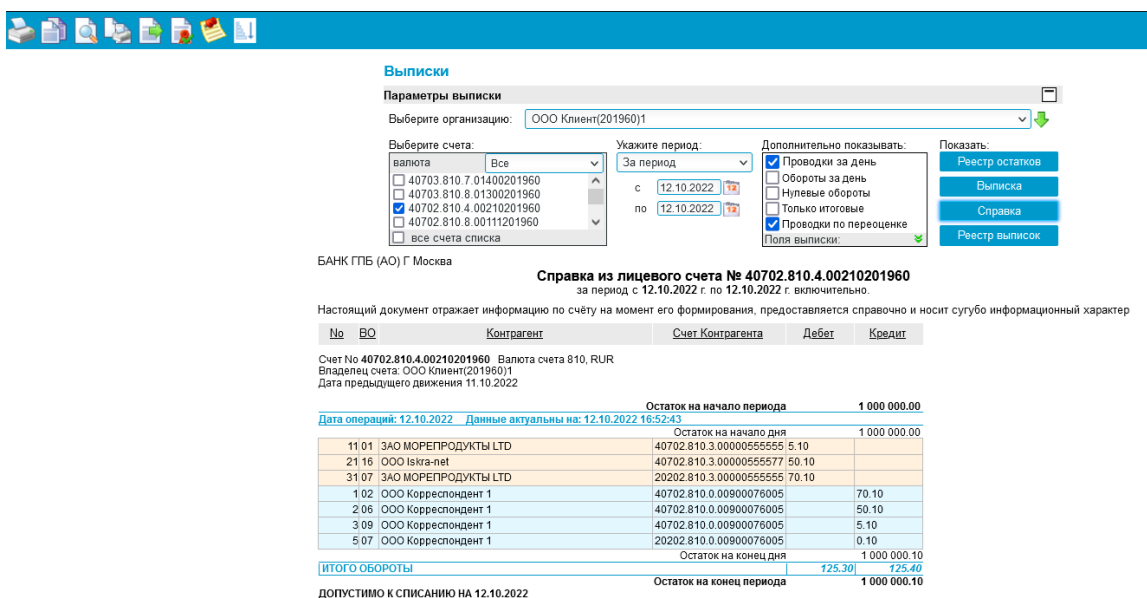 Выписки
Параметры выписки
Выберите организацию: ООО Клиент(201960)1
Выберите счета: Укажите период: Дополнительно показывать: Показать:
валюта Все За период Проводки за день Реестр остатков
40703.810.7.01400201960 Обороты за день
40703.810.8.01300201960 с 12.10.2022 12 Нулевые обороты Выписка
40702.810.4.00210201960 по 12.10.2022 12 Только итоговые Справка
40702.810.8.00111201960 Проводки по переоценке
все счета списка Поля выписки: Реестр выписок
БАНК ГПБ (АО) Г Москва
Справка из лицевого счета № 40702.810.4.00210201960
за период с 12.10.2022 г. по 12.10.2022 г. включительно.
Настоящий документ отражает информацию по счёту на момент его формирования, предоставляется справочно и носит сугубо информационный характер
No ВО Контрагент Счет Контрагента Дебет Кредит
Счет No 40702.810.4.00210201960 Валюта счета 810, RUR
Владелец счета: ООО Клиент(201960)1
Дата предыдущего движения 11.10.2022
Остаток на начало периода 1 000 000.00
Дата операций: 12.10.2022 Данные актуальны на: 12.10.2022 16:52:43
Остаток на начало дня 1 000 000.00
11 01 ЗАО МОРЕПРОДУКТЫ LTD 40702.810.3.00000555555 5.10
21 16 ООО Iskra-net 40702.810.3.00000555577 50.10
31 07 ЗАО МОРЕПРОДУКТЫ LTD 20202.810.3.00000555555 70.10
1 02 ООО Корреспондент 1 40702.810.0.00900076005 70.10
2 06 ООО Корреспондент 1 40702.810.0.00900076005 50.10
3 09 ООО Корреспондент 1 40702.810.0.00900076005 5.10
5 07 ООО Корреспондент 1 20202.810.0.00900076005 0.10
Остаток на конец дня 1 000 000.10
ИТОГО ОБОРОТЫ 125.30 125.40
Остаток на конец периода 1 000 000.10
ДОПУСТИМО К СПИСАНИЮ НА 12.10.2022